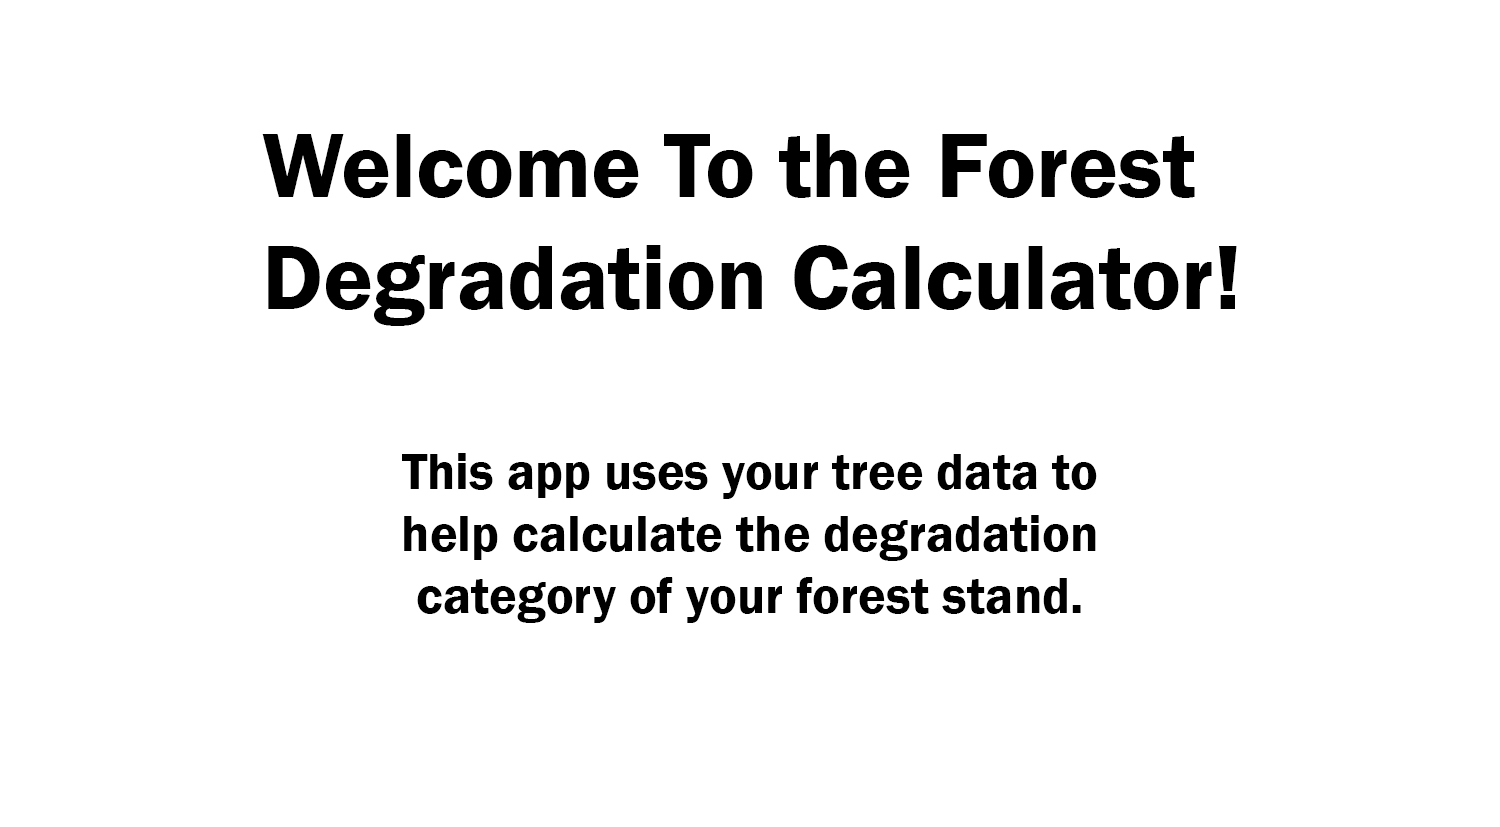 Welcome To the Forest
Degradation Calculator!
This app uses your tree data to
help calculate the degradation
category of your forest stand.